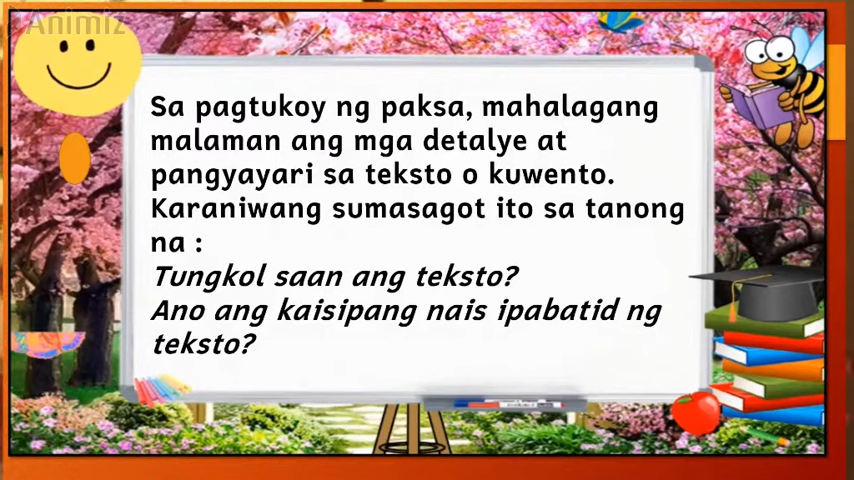 Animiz
Sa pagtukoy ng paksa, mahalagang
malaman ang mga detalye at
pangyayari sa teksto o kuwento.
Karaniwang sumasagot ito sa tanong
na :
Tungkol saan ang teksto?
Ano ang kaisipang nais ipabatid ng
teksto?